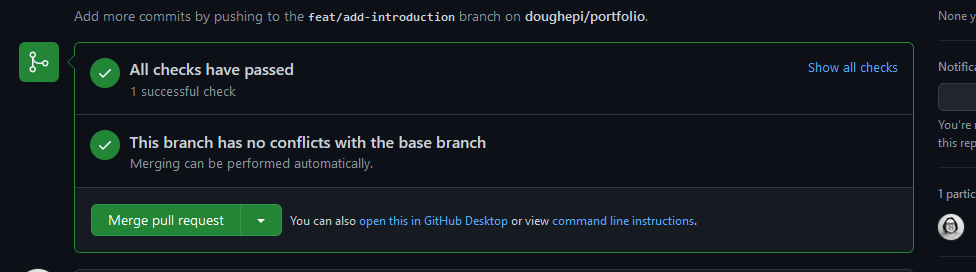 Add more commits by pushing to the feat/add-introduction branch on doughepi/portfolio.
All checks have passed
1 successful check
Show all checks
This branch has no conflicts with the base branch
Merging can be performed automatically.
Merge pull request
You can also open this in GitHub Desktop or view command line instructions.
None y
Notifica
You're
this rep
1 partic